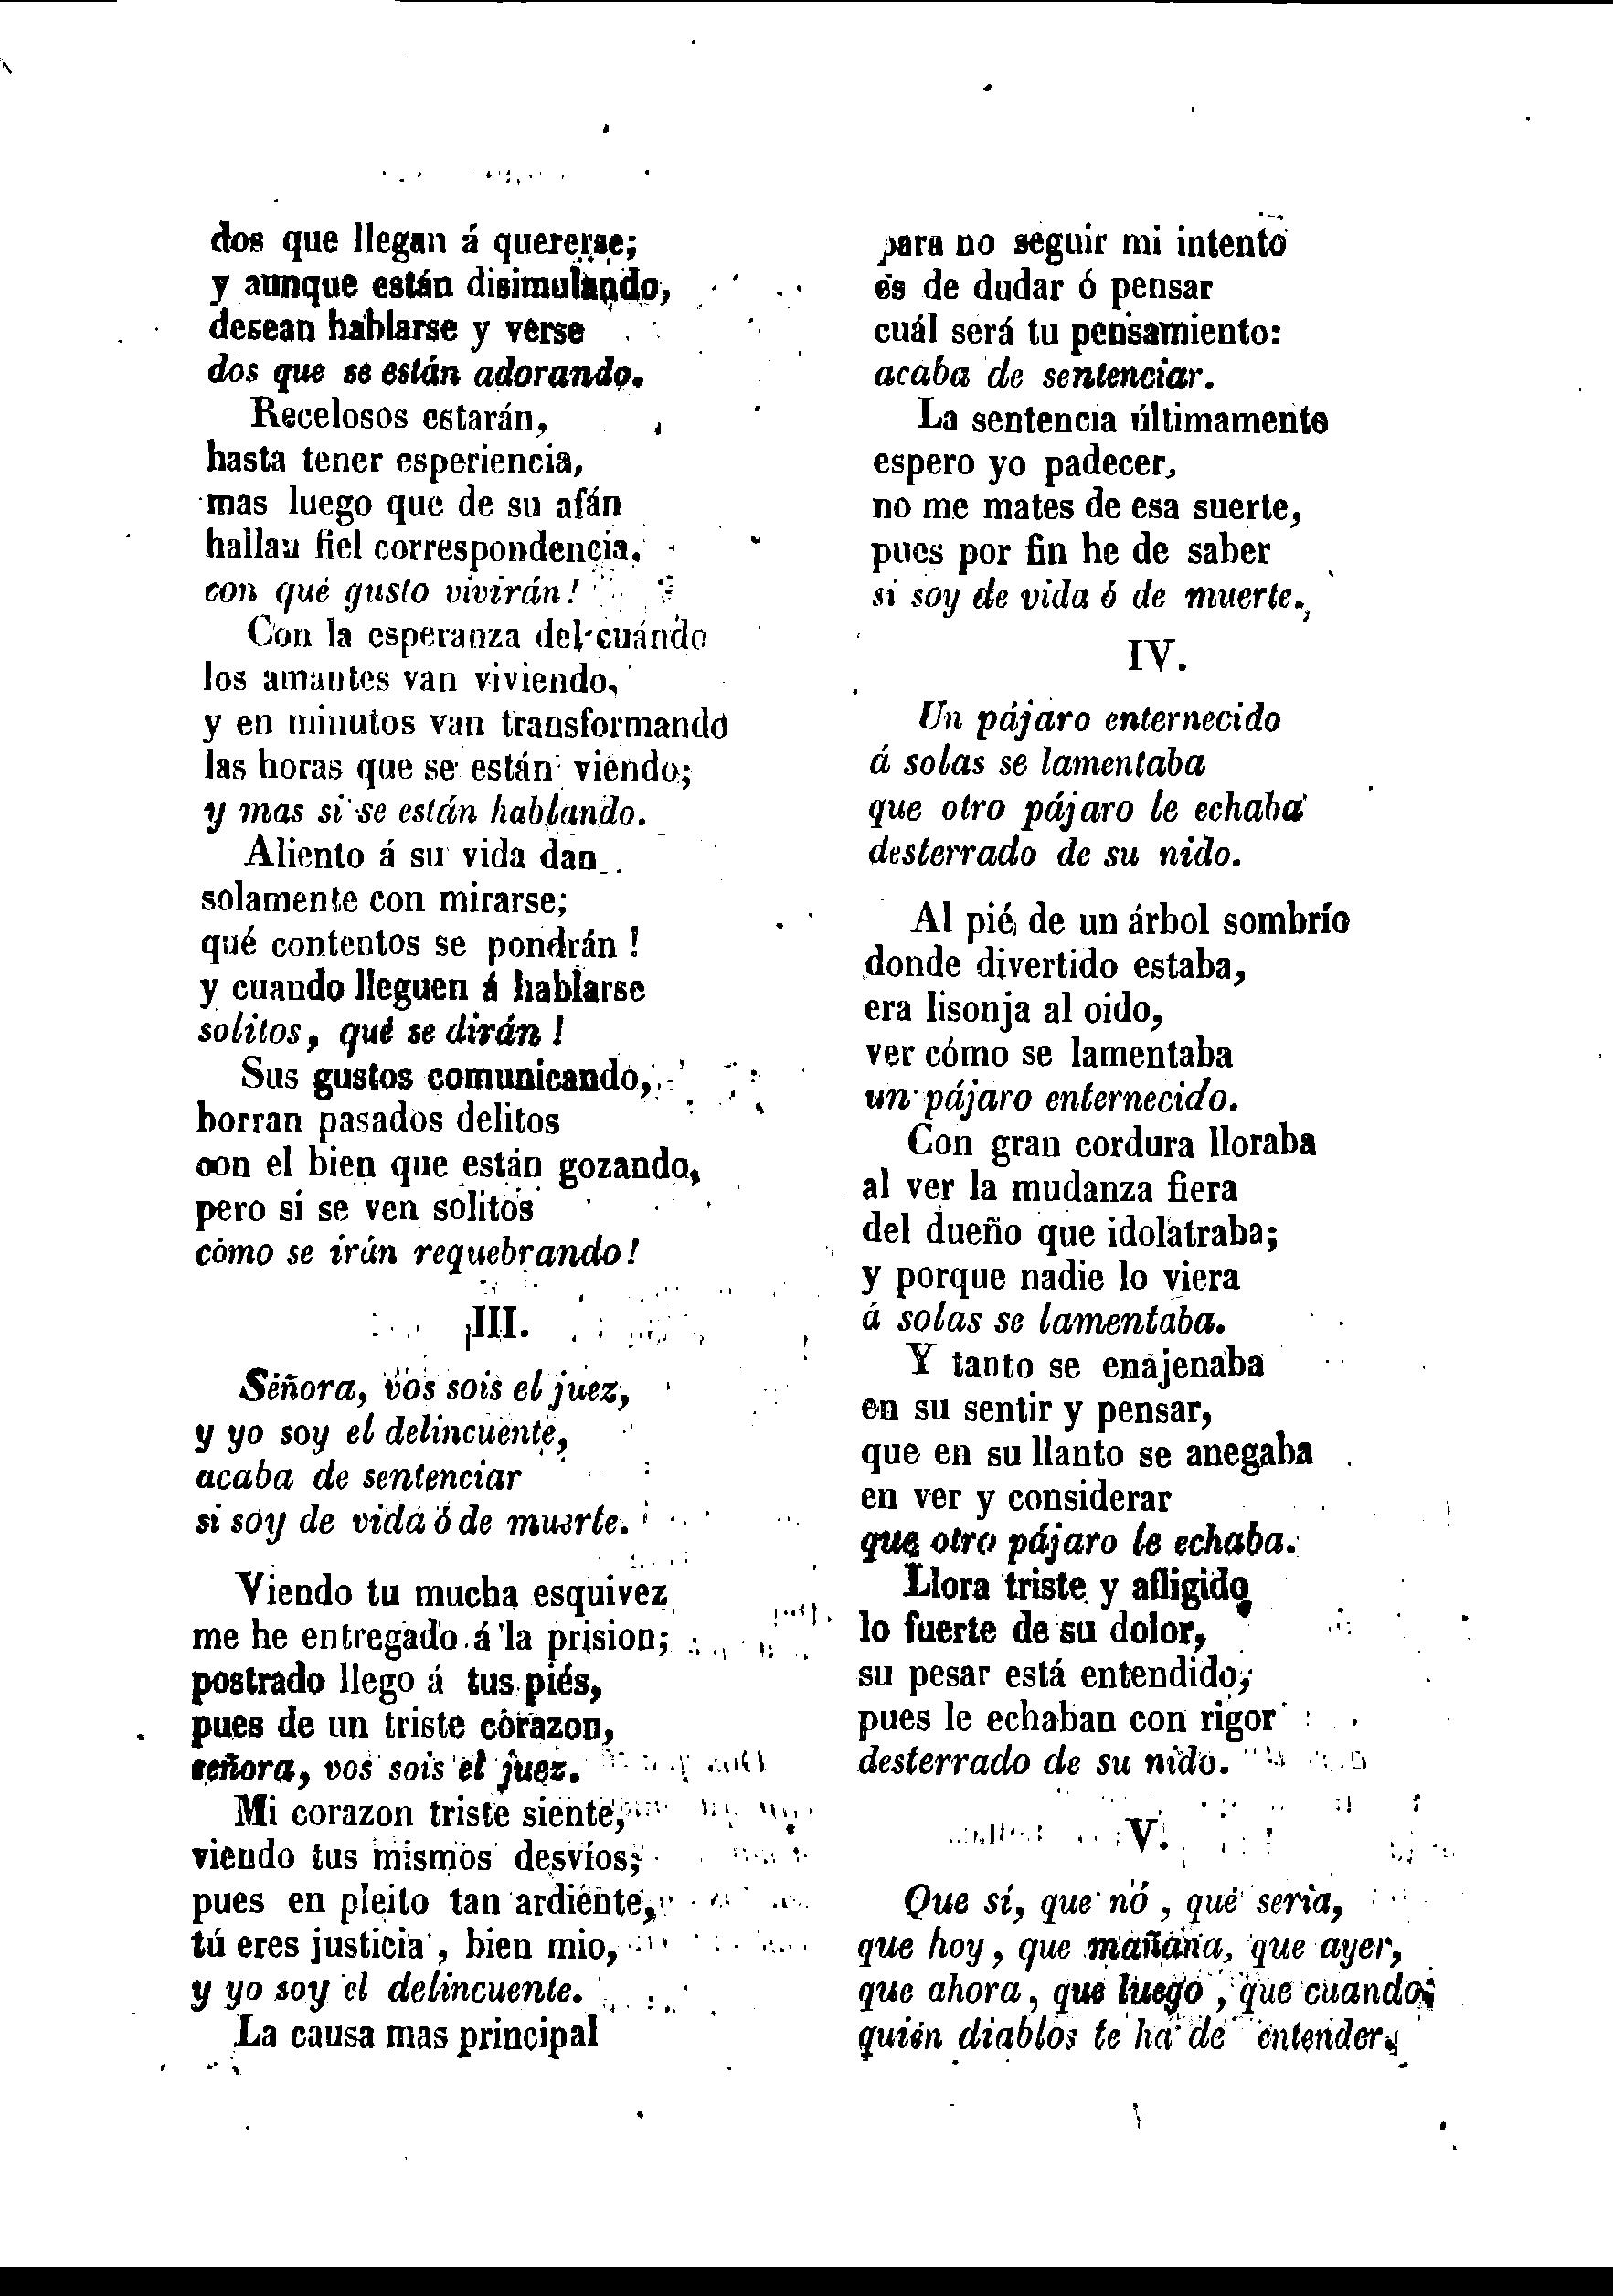 dos que llegan á quererse;
y aunque están disimulando,
desean hablarse y verse
dos que se están adorando.
Recelosos estarán,
hasta tener esperiencia,
mas luego que de su afán
hallan fiel correspondencia,
con qué gusto vivirán!
Con la esperanza del cuándo
los amantes van viviendo,
y en minutos van transformando
las horas que se están viendo;
y mas si se están hablando.
Aliento á su vida dan
solamente con mirarse;
qué contentos se pondrán!
y cuando lleguen á hablarse
solitos, qué se dirán!
Sus gustos comunicando,
borran pasados delitos
con el bien que están gozando,
pero si se ven solitos
cómo se irán requebrando!
III.
Señora, vos sois el juez,
y yo soy el delincuente,
acaba de sentenciar
si soy de vida ó de muerte.
Viendo tu mucha esquivez
me he entregado á la prision;
postrado llego á tus piés,
pues de un triste corazon,
señora, vos sois el juez.
Mi corazon triste siente,
viendo tus mismos desvíos;
pues en pleito tan ardiente,
tú eres justicia, bien mio,
y yo soy el delincuente.
La causa mas principal
para no seguir mi intento
es de dudar ó pensar
cuál será tu pensamiento:
acaba de sentenciar.
La sentencia últimamente
espero yo padecer,
no me mates de esa suerte,
pues por fin he de saber
si soy de vida ó de muerte.
IV.
Un pájaro enternecido
á solas se lamentaba
que otro pájaro le echaba
desterrado de su nido.
Al pié de un árbol sombrío
donde divertido estaba,
era lisonja al oido,
ver cómo se lamentaba
un pájaro enternecido.
Con gran cordura lloraba
al ver la mudanza fiera
del dueño que idolatraba;
y porque nadie lo viera
á solas se lamentaba.
Y tanto se enajenaba
en su sentir y pensar,
que en su llanto se anegaba
en ver y considerar
que otro pájaro le echaba.
Llora triste y afligido
lo fuerte de su dolor,
su pesar está entendido,
pues le echaban con rigor
desterrado de su nido.
V.
Que sí, que nó, qué seria,
que hoy, que mañana, que ayer,
que ahora, que luego, que cuando;
quién diablos te ha de entender.